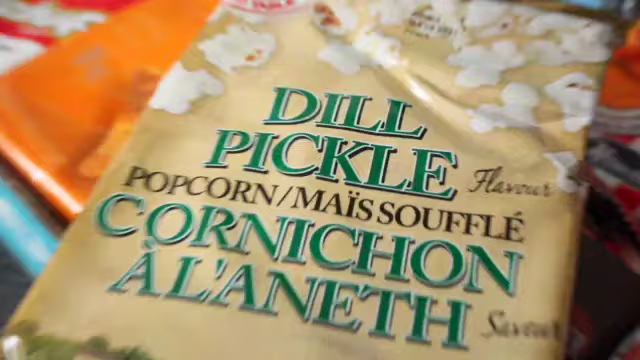 DILL
PICKLE Flavour
POPCORN/MAÏS SOUFFLÉ
CORNICHON
À L'ANETH Saveur